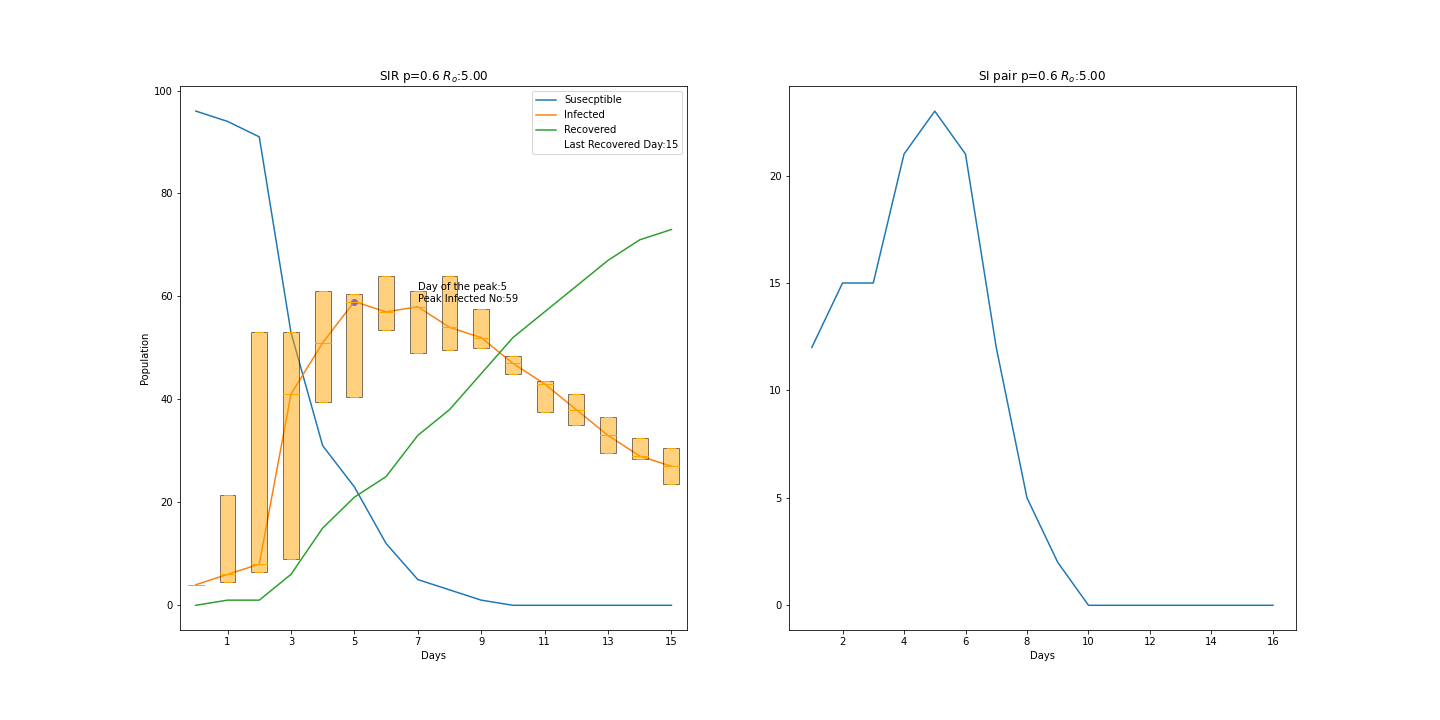 SIR p=0.6 Rₒ:5.00
Susecptible
Infected
Recovered
Last Recovered Day:15
Day of the peak:5
Peak Infected No:59
Population
100
80
60
40
20
0
1 3 5 7 9 11 13 15
Days
SI pair p=0.6 Rₒ:5.00
20
15
10
5
0
2 4 6 8 10 12 14 16
Days